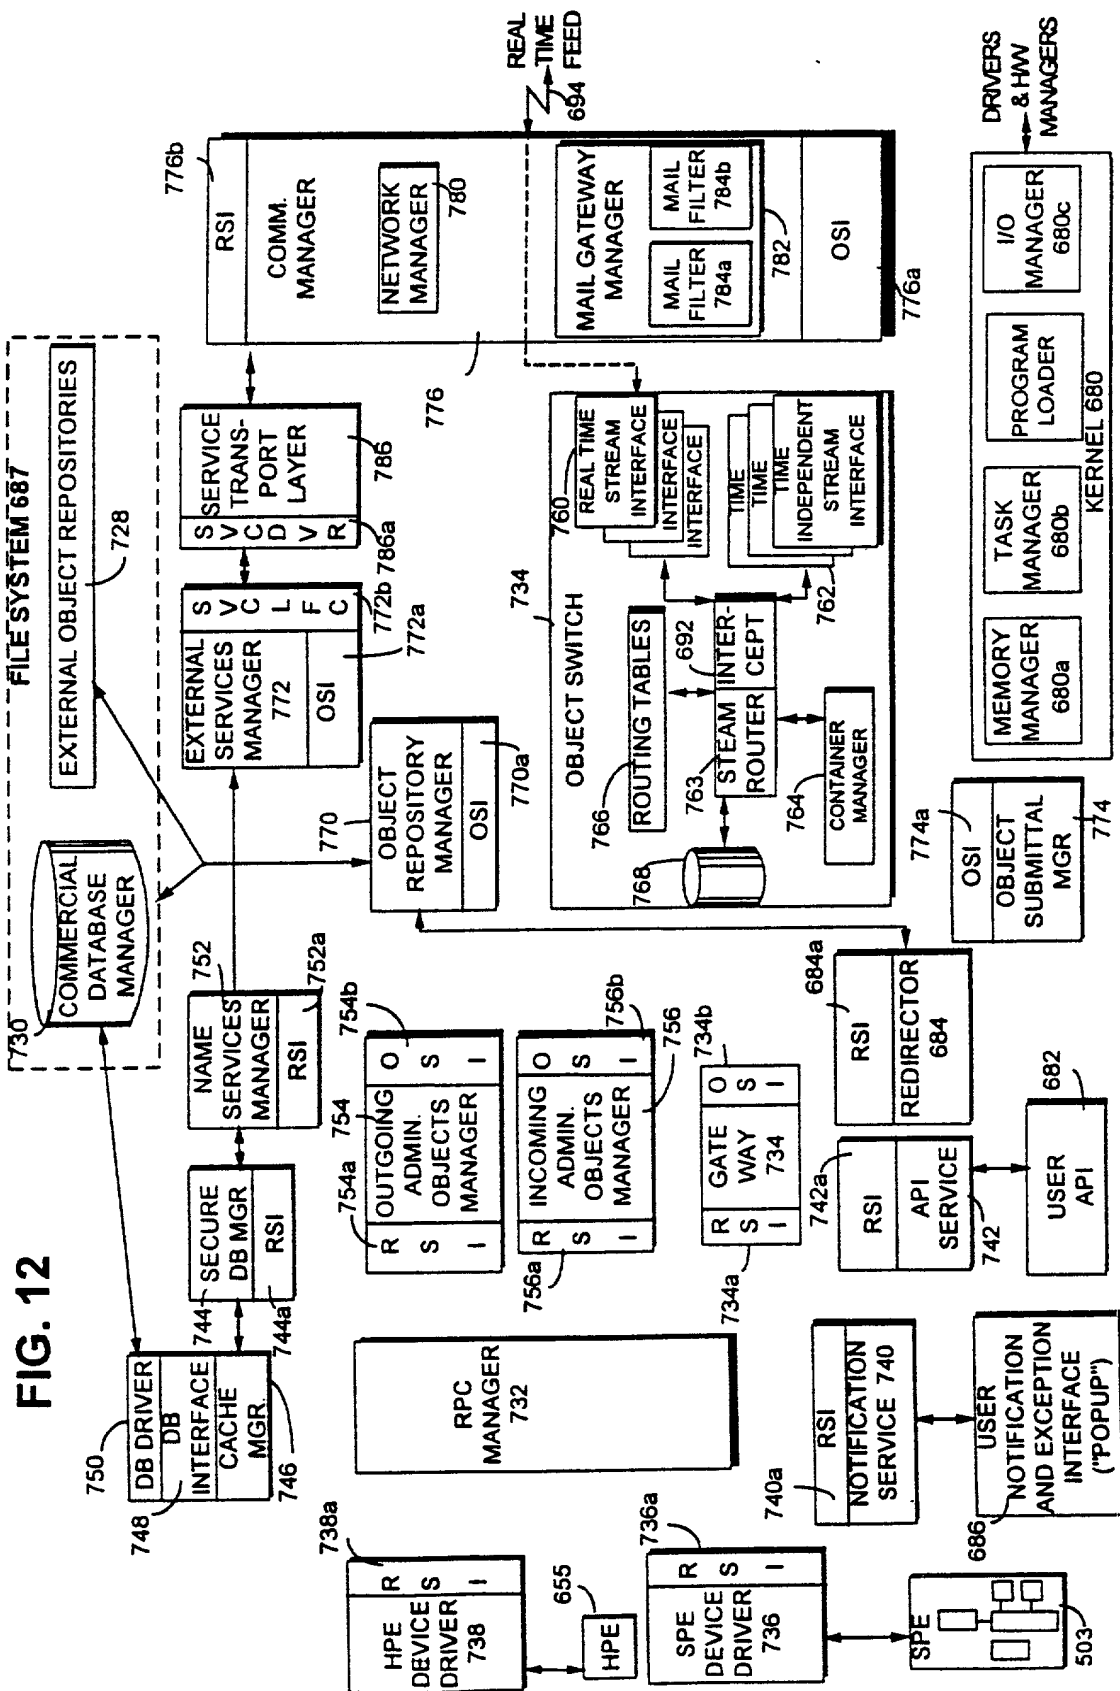 FIG. 12
FILE SYSTEM 687
730
COMMERCIAL
DATABASE
MANAGER
EXTERNAL OBJECT REPOSITORIES
728
750
DB DRIVER
DB
INTERFACE
748
CACHE
MGR.
746
744
SECURE
DB MGR
RSI
744a
NAME
SERVICES
MANAGER
752
RSI
752a
EXTERNAL
SERVICES
MANAGER
772
OSI
772a
S
V
C
L
F
C
772b
S
V
C
D
V
R
786a
SERVICE
TRANS-
PORT
LAYER
786
776b
RSI
COMM.
MANAGER
NETWORK
MANAGER
780
776
MAIL GATEWAY
MANAGER
MAIL
FILTER
784a
MAIL
FILTER
784b
782
OSI
776a
REAL
TIME
FEED
694
738a
HPE
DEVICE
DRIVER
738
R
S
I
655
HPE
736a
SPE
DEVICE
DRIVER
736
R
S
I
SPE
503
RPC
MANAGER
732
754a
754
754b
R
S
I
OUTGOING
ADMIN.
OBJECTS
MANAGER
O
S
I
756a
R
S
I
INCOMING
ADMIN.
OBJECTS
MANAGER
O
S
I
756b
756
734b
R
S
I
GATE
WAY
734
O
S
I
734a
770
OBJECT
REPOSITORY
MANAGER
OSI
770a
734
OBJECT SWITCH
766
ROUTING TABLES
692
763
STEAM
ROUTER
INTER-
CEPT
764
CONTAINER
MANAGER
768
760
REAL TIME
STREAM
INTERFACE
INTERFACE
INTERFACE
TIME
TIME
TIME
INDEPENDENT
STREAM
INTERFACE
762
740a
RSI
NOTIFICATION
SERVICE 740
686
USER
NOTIFICATION
AND EXCEPTION
INTERFACE
("POPUP")
742a
RSI
API
SERVICE
742
USER
API
682
684a
RSI
REDIRECTOR
684
774a
OSI
OBJECT
SUBMITTAL
MGR
774
MEMORY
MANAGER
680a
TASK
MANAGER
680b
PROGRAM
LOADER
I/O
MANAGER
680c
KERNEL 680
DRIVERS
& H/W
MANAGERS